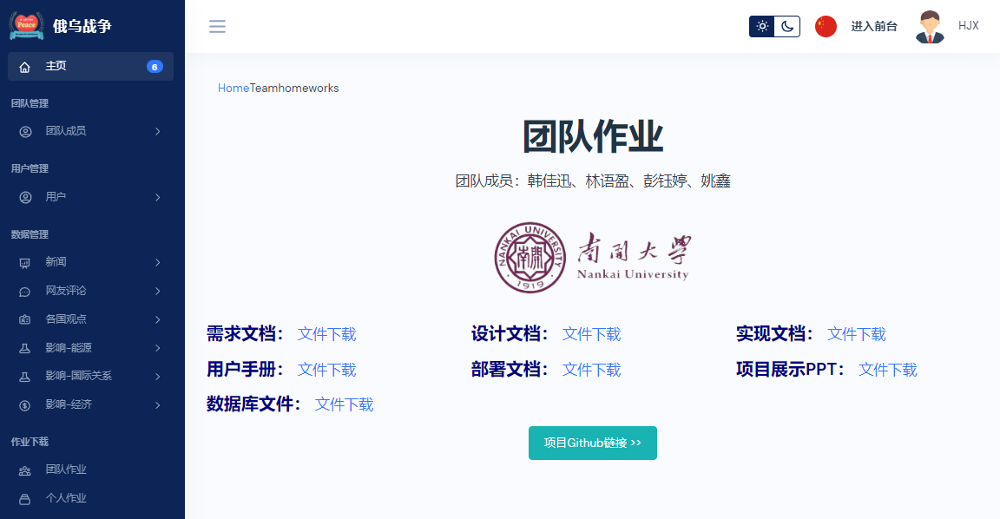 Peace
俄乌战争
主页
6
团队管理
团队成员
用户管理
用户
数据管理
新闻
网友评论
各国观点
影响-能源
影响-国际关系
影响-经济
作业下载
团队作业
个人作业
进入前台
HJX
HomeTeamhomeworks
团队作业
团队成员：韩佳迅、林语盈、彭钰婷、姚鑫
NANKAI UNIVERSITY
南開
1919
南开大学
Nankai University
需求文档： 文件下载
设计文档： 文件下载
实现文档： 文件下载
用户手册： 文件下载
部署文档： 文件下载
项目展示PPT： 文件下载
数据库文件： 文件下载
项目Github链接 >>